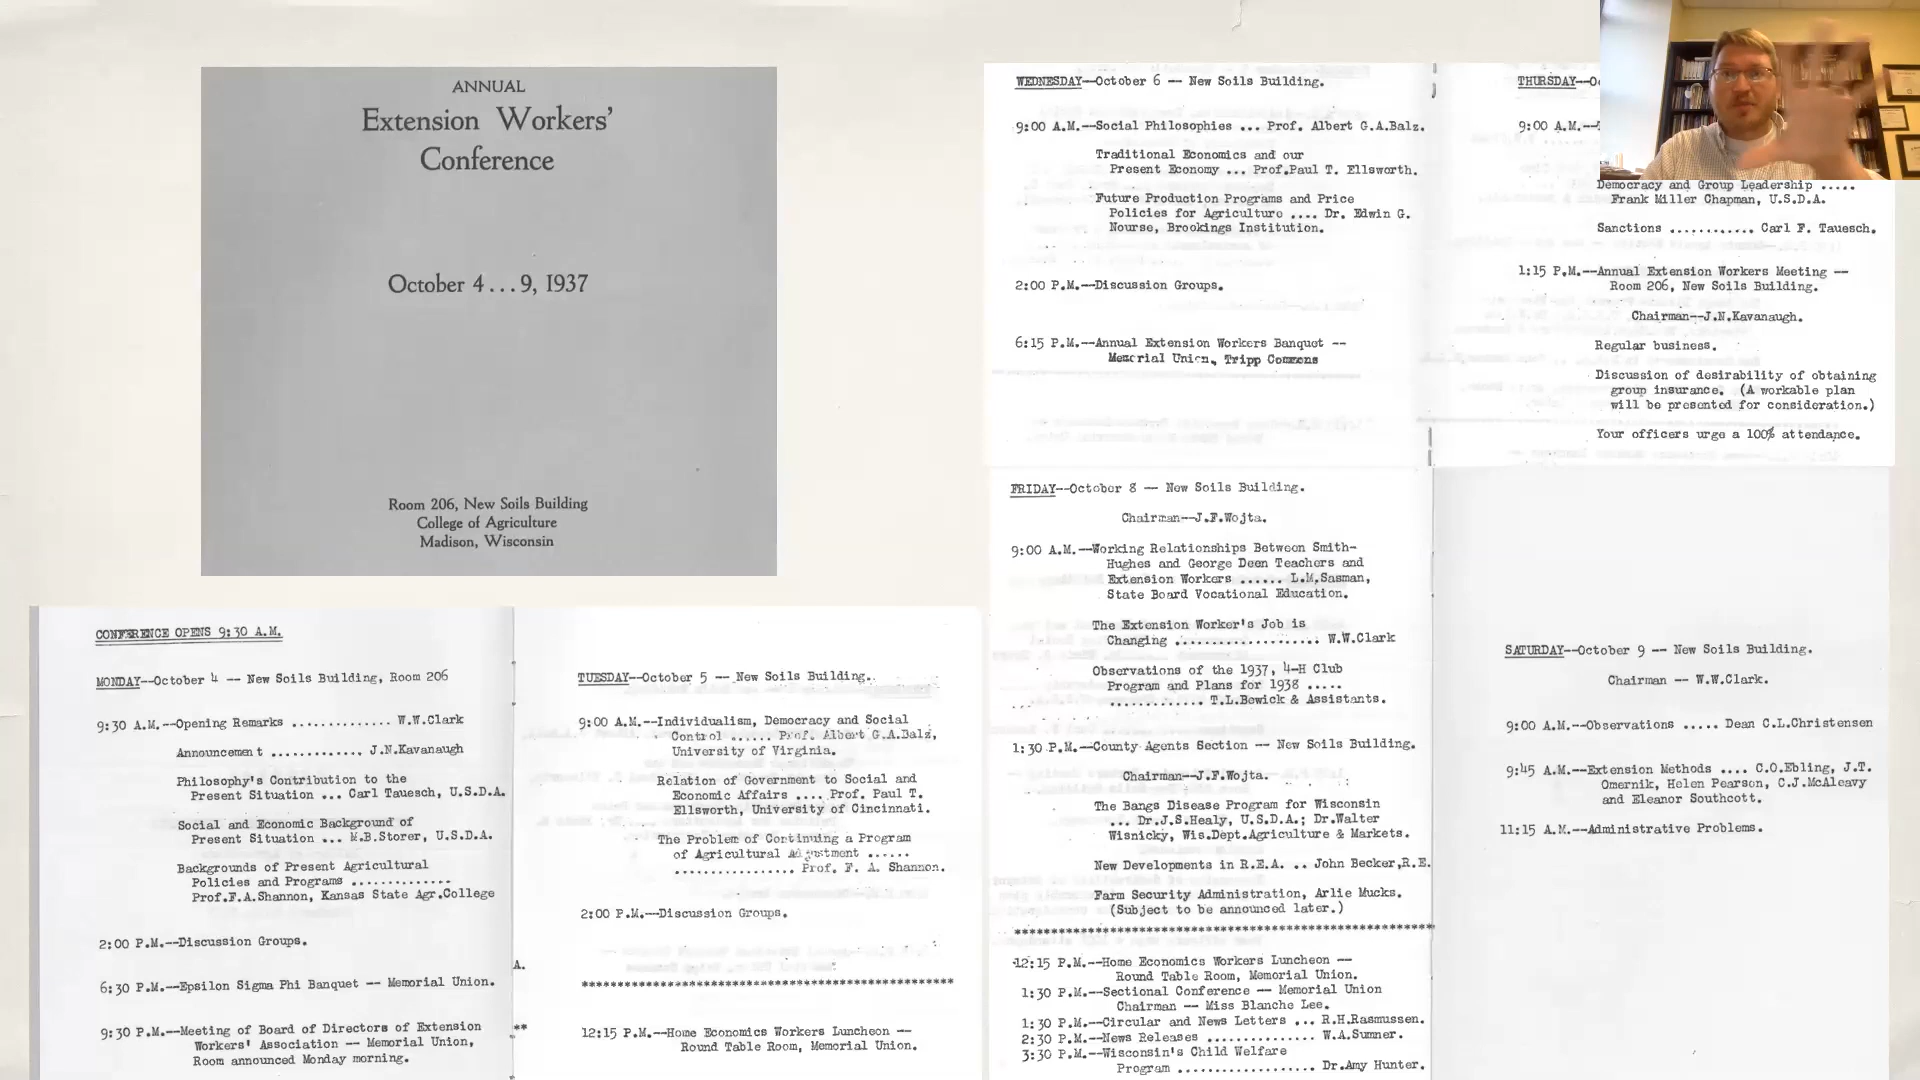 ANNUAL
Extension Workers'
Conference
October 4...9, 1937
Room 206, New Soils Building
College of Agriculture
Madison, Wisconsin
CONFERENCE OPENS 9:30 A.M.
MONDAY--October 4 -- New Soils Building, Room 206
9:30 A.M.--Opening Remarks ............. W.W.Clark
Announcement ............ J.N.Kavanaugh
Philosophy's Contribution to the
Present Situation ... Carl Tauesch, U.S.D.A.
Social and Economic Background of
Present Situation ... M.B.Storer, U.S.D.A.
Backgrounds of Present Agricultural
Policies and Programs .............
Prof.F.A.Shannon, Kansas State Agr.College
2:00 P.M.--Discussion Groups.
6:30 P.M.--Epsilon Sigma Phi Banquet -- Memorial Union.
9:30 P.M.--Meeting of Board of Directors of Extension
Workers' Association -- Memorial Union,
Room announced Monday morning.
A.
**
TUESDAY--October 5 -- New Soils Building.
9:00 A.M.--Individualism, Democracy and Social
Control ...... Prof. Albert G.A.Balz,
University of Virginia.
Relation of Government to Social and
Economic Affairs .... Prof. Paul T.
Ellsworth, University of Cincinnati.
The Problem of Continuing a Program
of Agricultural Adjustment ......
................ Prof. F. A. Shannon.
2:00 P.M.--Discussion Groups.
**************************************************
12:15 P.M.--Home Economics Workers Luncheon --
Round Table Room, Memorial Union.
WEDNESDAY--October 6 -- New Soils Building.
9:00 A.M.--Social Philosophies ... Prof. Albert G.A.Balz.
Traditional Economics and our
Present Economy ... Prof.Paul T. Ellsworth.
Future Production Programs and Price
Policies for Agriculture .... Dr. Edwin G.
Nourse, Brookings Institution.
2:00 P.M.--Discussion Groups.
6:15 P.M.--Annual Extension Workers Banquet --
Memorial Union, Tripp Commons
THURSDAY--
9:00 A.M.--
Democracy and Group Leadership .....
Frank Miller Chapman, U.S.D.A.
Sanctions ............ Carl F. Tauesch.
1:15 P.M.--Annual Extension Workers Meeting --
Room 206, New Soils Building.
Chairman--J.N.Kavanaugh.
Regular business.
Discussion of desirability of obtaining
group insurance. (A workable plan
will be presented for consideration.)
Your officers urge a 100% attendance.
FRIDAY--October 8 -- New Soils Building.
Chairman--J.F.Wojta.
9:00 A.M.--Working Relationships Between Smith-
Hughes and George Deen Teachers and
Extension Workers ...... L.M.Sasman,
State Board Vocational Education.
The Extension Worker's Job is
Changing .................... W.W.Clark
Observations of the 1937, 4-H Club
Program and Plans for 1938 .....
............ T.L.Bewick & Assistants.
1:30 P.M.--County Agents Section -- New Soils Building.
Chairman--J.F.Wojta.
The Bangs Disease Program for Wisconsin
... Dr.J.S.Healy, U.S.D.A.; Dr.Walter
Wisnicky, Wis.Dept.Agriculture & Markets.
New Developments in R.E.A. .. John Becker,R.E.
Farm Security Administration, Arlie Mucks.
(Subject to be announced later.)
**************************************************
12:15 P.M.--Home Economics Workers Luncheon --
Round Table Room, Memorial Union.
1:30 P.M.--Sectional Conference -- Memorial Union
Chairman -- Miss Blanche Lee.
1:30 P.M.--Circular and News Letters ... R.H.Rasmussen.
2:30 P.M.--News Releases .............. W.A.Sumner.
3:30 P.M.--Wisconsin's Child Welfare
Program .................. Dr.Amy Hunter.
SATURDAY--October 9 -- New Soils Building.
Chairman -- W.W.Clark.
9:00 A.M.--Observations ..... Dean C.L.Christensen
9:45 A.M.--Extension Methods .... C.O.Ebling, J.T.
Omernik, Helen Pearson, C.J.McAleavy
and Eleanor Southcott.
11:15 A.M.--Administrative Problems.